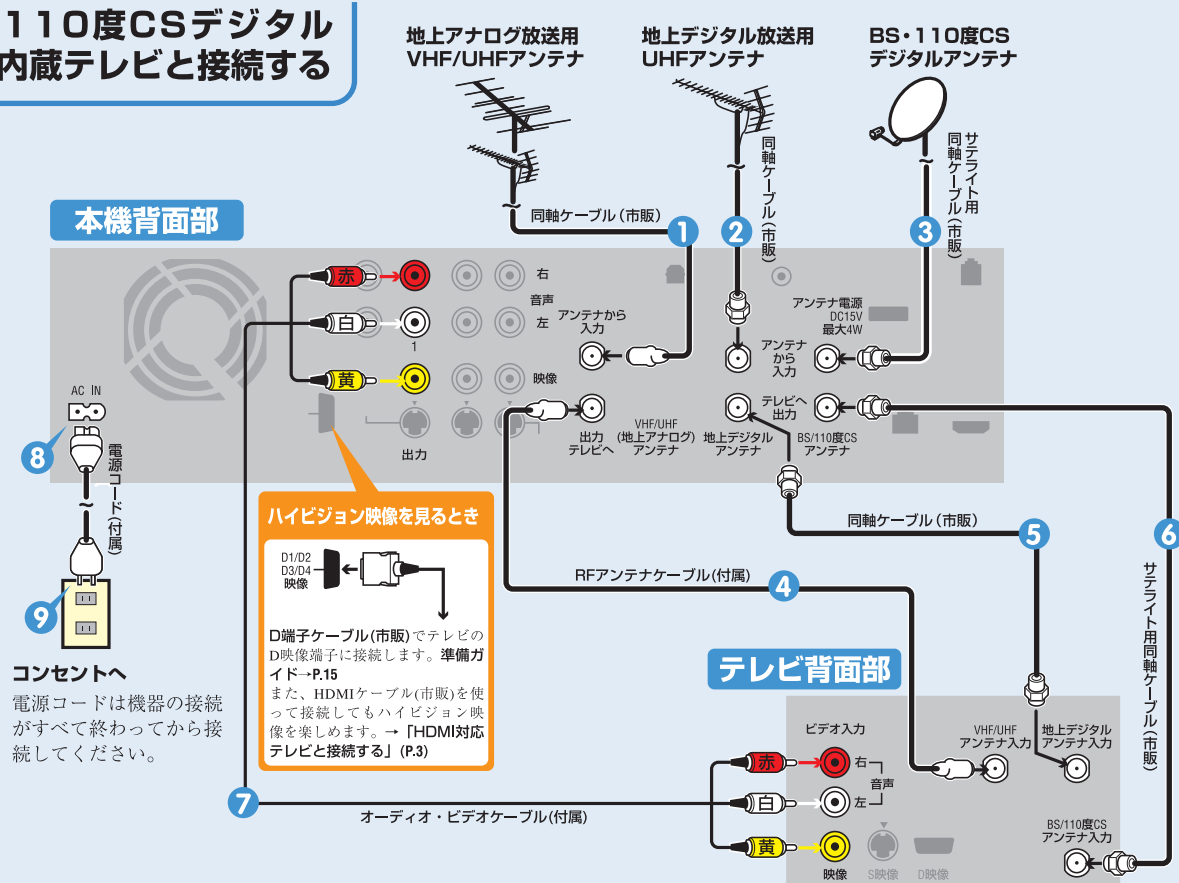 110度CSデジタル
内蔵テレビと接続する
地上アナログ放送用
VHF/UHFアンテナ
地上デジタル放送用
UHFアンテナ
BS・110度CS
デジタルアンテナ
同軸ケーブル(市販)
サテライト用
同軸ケーブル(市販)
同軸ケーブル(市販)
1
2
3
本機背面部
赤
白
黄
1
右
音声
左
映像
出力
アンテナから
入力
アンテナ電源
DC15V
最大4W
アンテナ
から
入力
テレビへ
出力
出力
テレビへ
VHF/UHF
(地上アナログ)
アンテナ
地上デジタル
アンテナ
BS/110度CS
アンテナ
AC IN
8
電源コード(付属)
9
コンセントへ
電源コードは機器の接続
がすべて終わってから接
続してください。
ハイビジョン映像を見るとき
D1/D2
D3/D4
映像
D端子ケーブル(市販)でテレビの
D映像端子に接続します。準備ガ
イド→P.15
また、HDMIケーブル(市販)を使
って接続してもハイビジョン映
像を楽しめます。→「HDMI対応
テレビと接続する」(P.3)
同軸ケーブル(市販)
5
6
RFアンテナケーブル(付属)
4
サテライト用同軸ケーブル(市販)
テレビ背面部
ビデオ入力
赤
白
黄
右
音声
左
映像
S映像
D映像
VHF/UHF
アンテナ入力
地上デジタル
アンテナ入力
BS/110度CS
アンテナ入力
7
オーディオ・ビデオケーブル(付属)